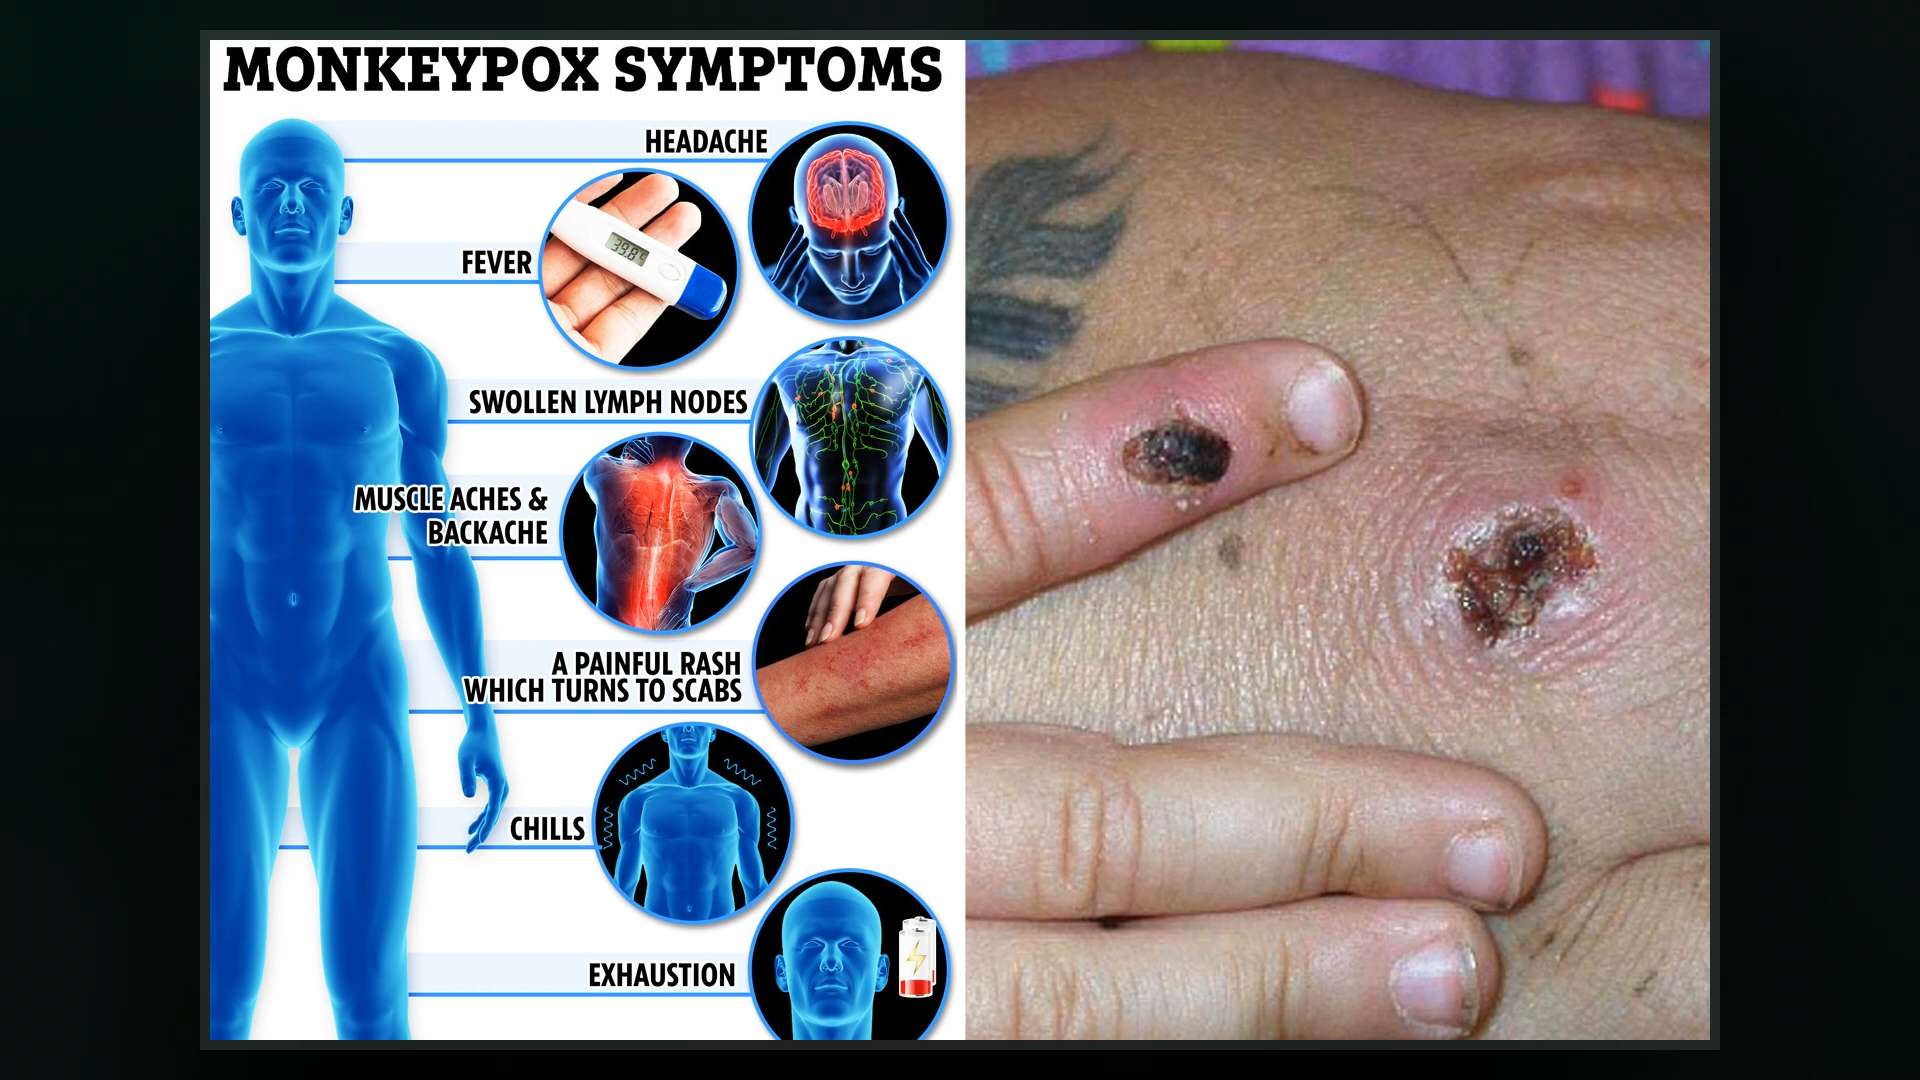 MONKEYPOX SYMPTOMS
HEADACHE
FEVER
39.8°C
SWOLLEN LYMPH NODES
MUSCLE ACHES &
BACKACHE
A PAINFUL RASH
WHICH TURNS TO SCABS
CHILLS
EXHAUSTION